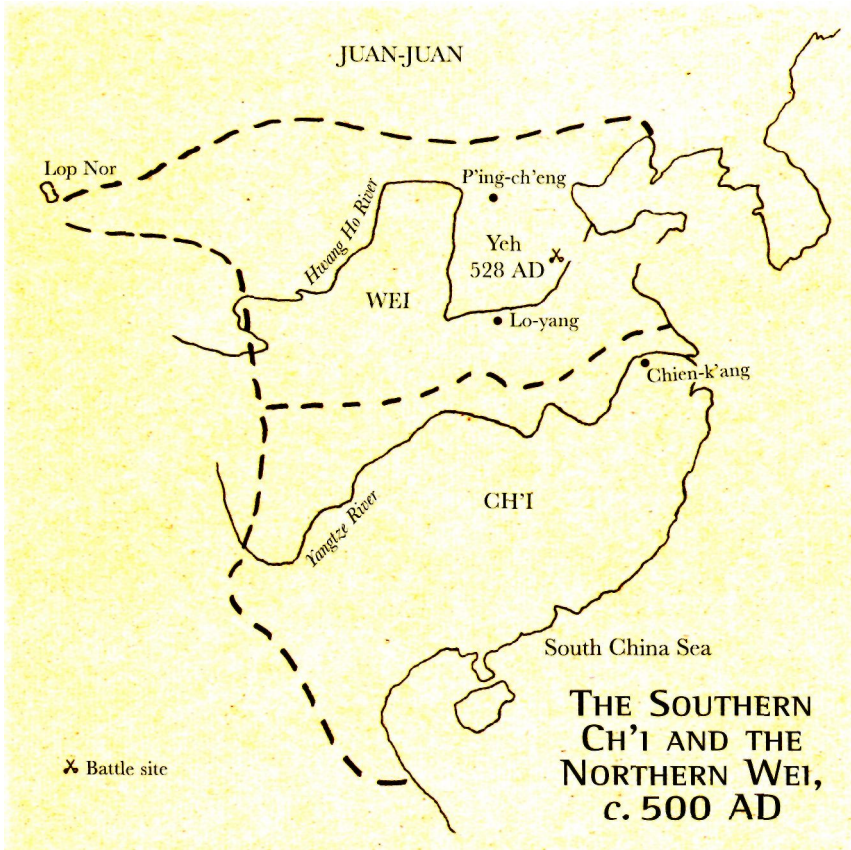 JUAN-JUAN
Lop Nor
P'ing-ch'eng
Hwang Ho River
Yeh
528 AD
WEI
Lo-yang
Chien-k'ang
CH'I
Yangtze River
South China Sea
THE SOUTHERN
CH'I AND THE
NORTHERN WEI,
c. 500 AD
Battle site